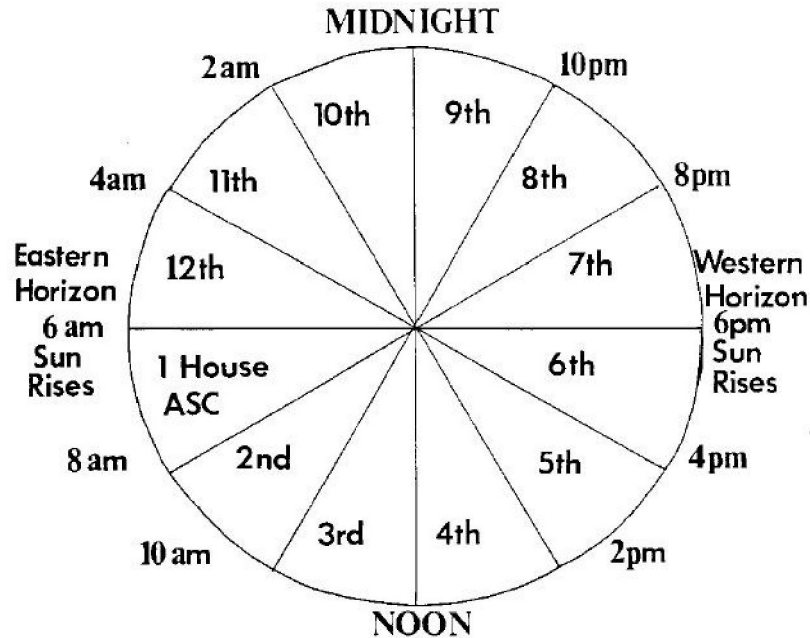 MIDNIGHT
2am
10pm
10th
9th
4am
11th
8th
8pm
Eastern
Horizon
12th
7th
Western
Horizon
6 am
6pm
Sun
Rises
1 House
ASC
6th
Sun
Rises
8 am
2nd
5th
4pm
10 am
3rd
4th
2pm
NOON